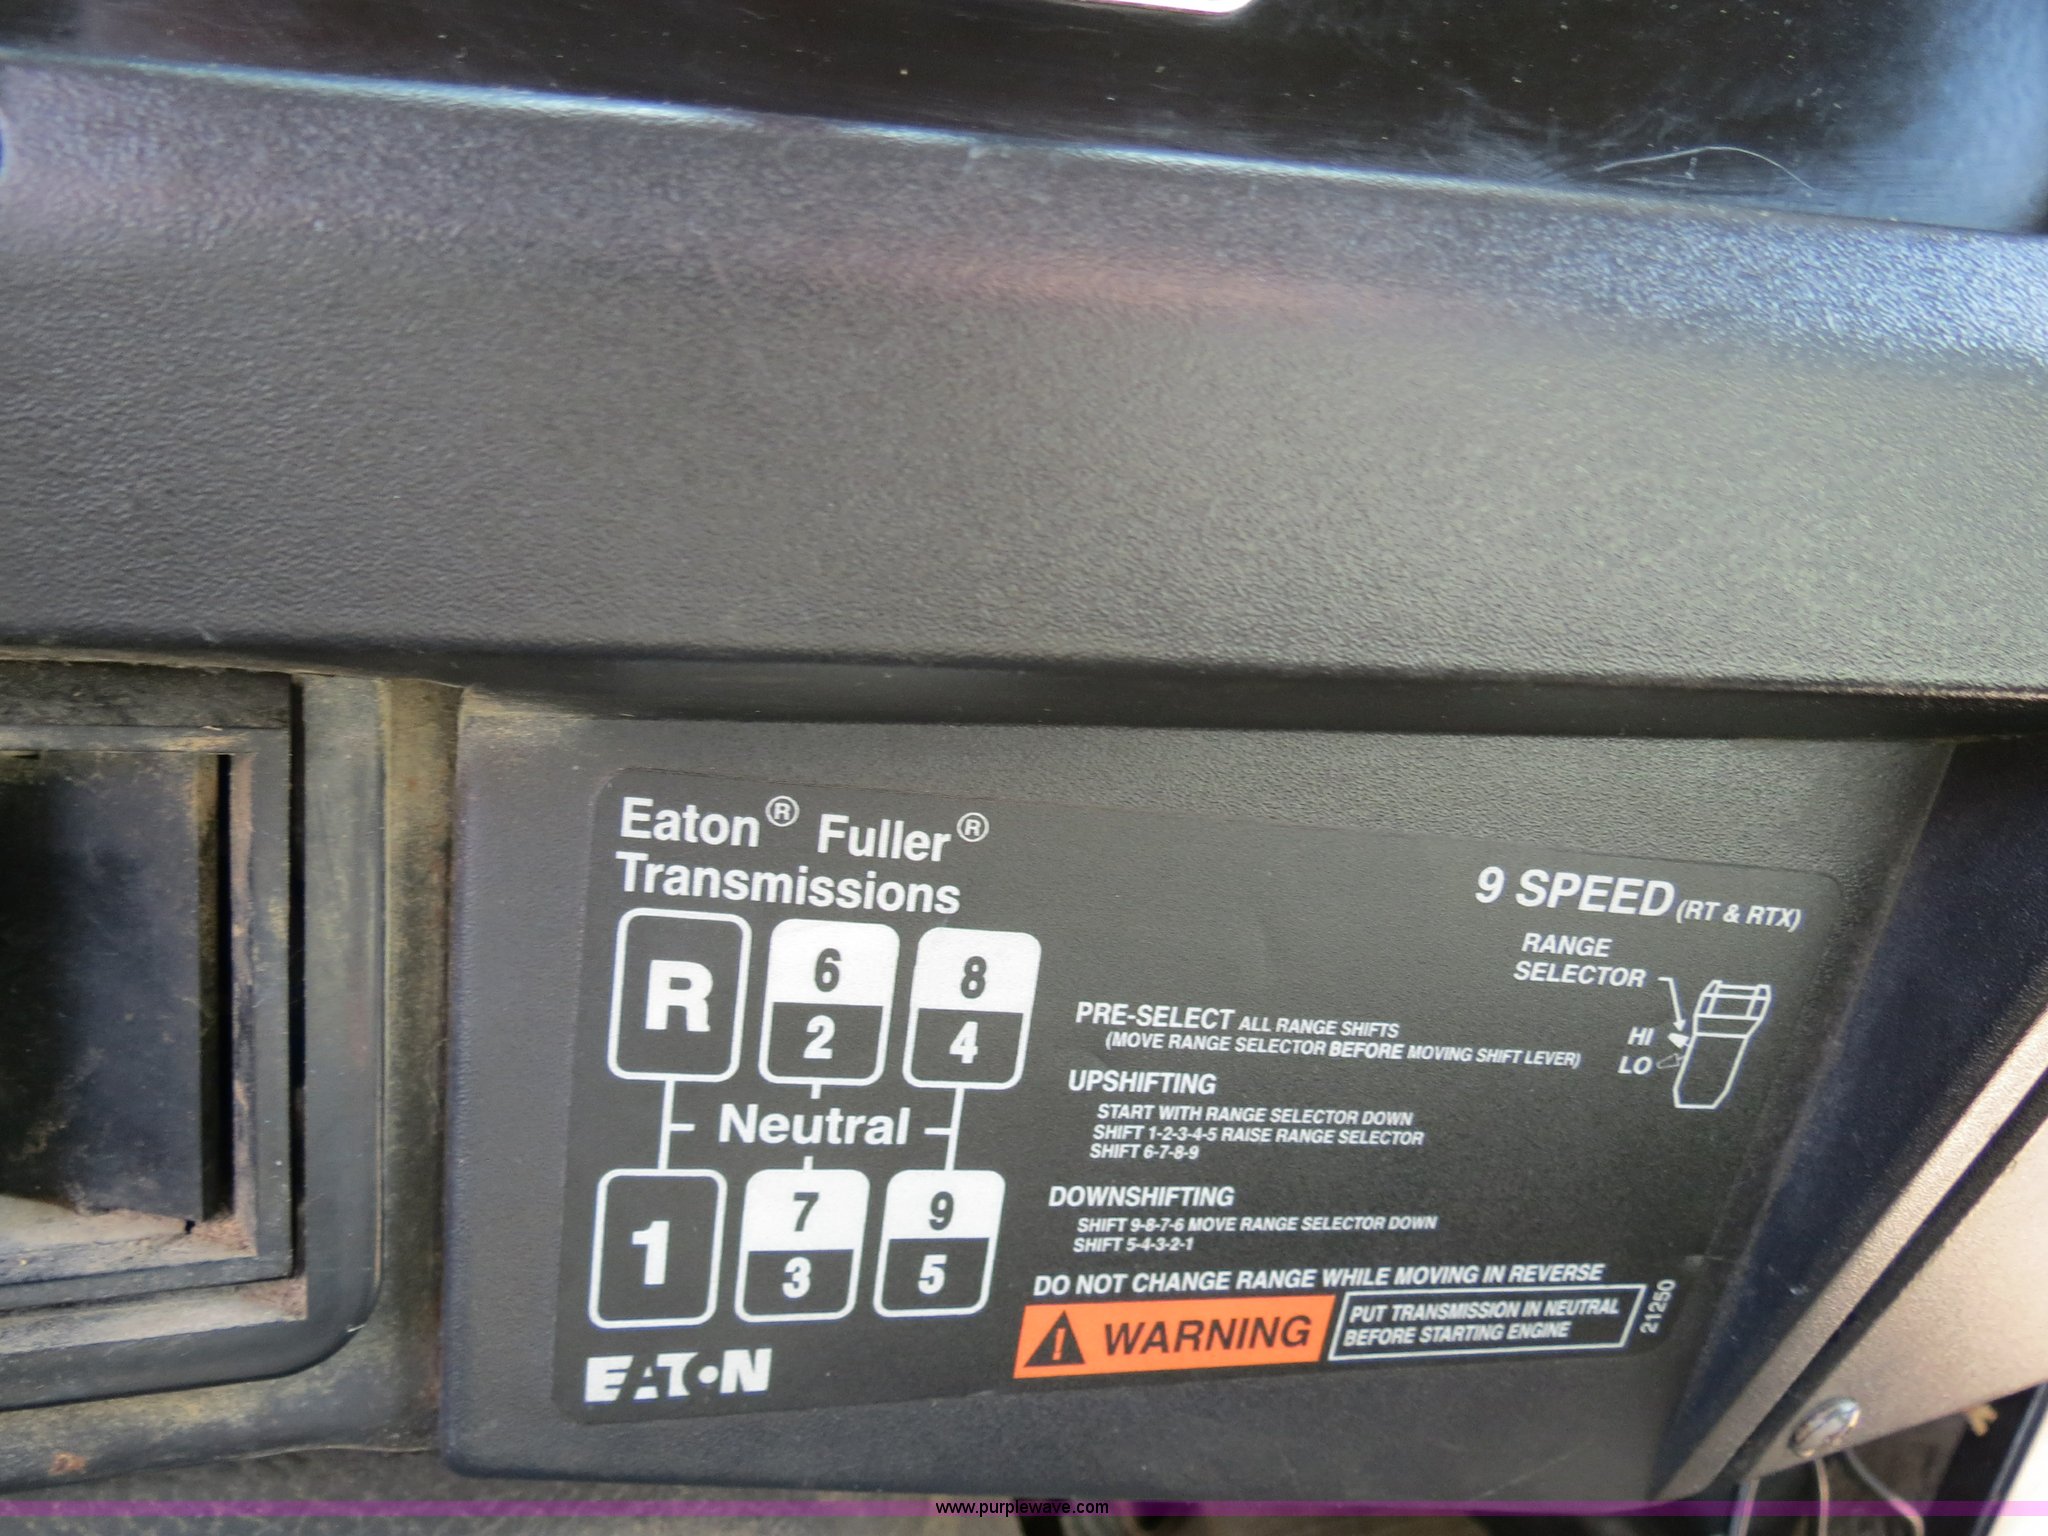 Eaton® Fuller®
Transmissions
9 SPEED (RT & RTX)
RANGE
SELECTOR
HI
LO
R
6
2
8
4
Neutral
1
7
3
9
5
PRE-SELECT ALL RANGE SHIFTS
(MOVE RANGE SELECTOR BEFORE MOVING SHIFT LEVER)
UPSHIFTING
START WITH RANGE SELECTOR DOWN
SHIFT 1-2-3-4-5 RAISE RANGE SELECTOR
SHIFT 6-7-8-9
DOWNSHIFTING
SHIFT 9-8-7-6 MOVE RANGE SELECTOR DOWN
SHIFT 5-4-3-2-1
DO NOT CHANGE RANGE WHILE MOVING IN REVERSE
WARNING
PUT TRANSMISSION IN NEUTRAL
BEFORE STARTING ENGINE
21250
EATON
www.purplewave.com